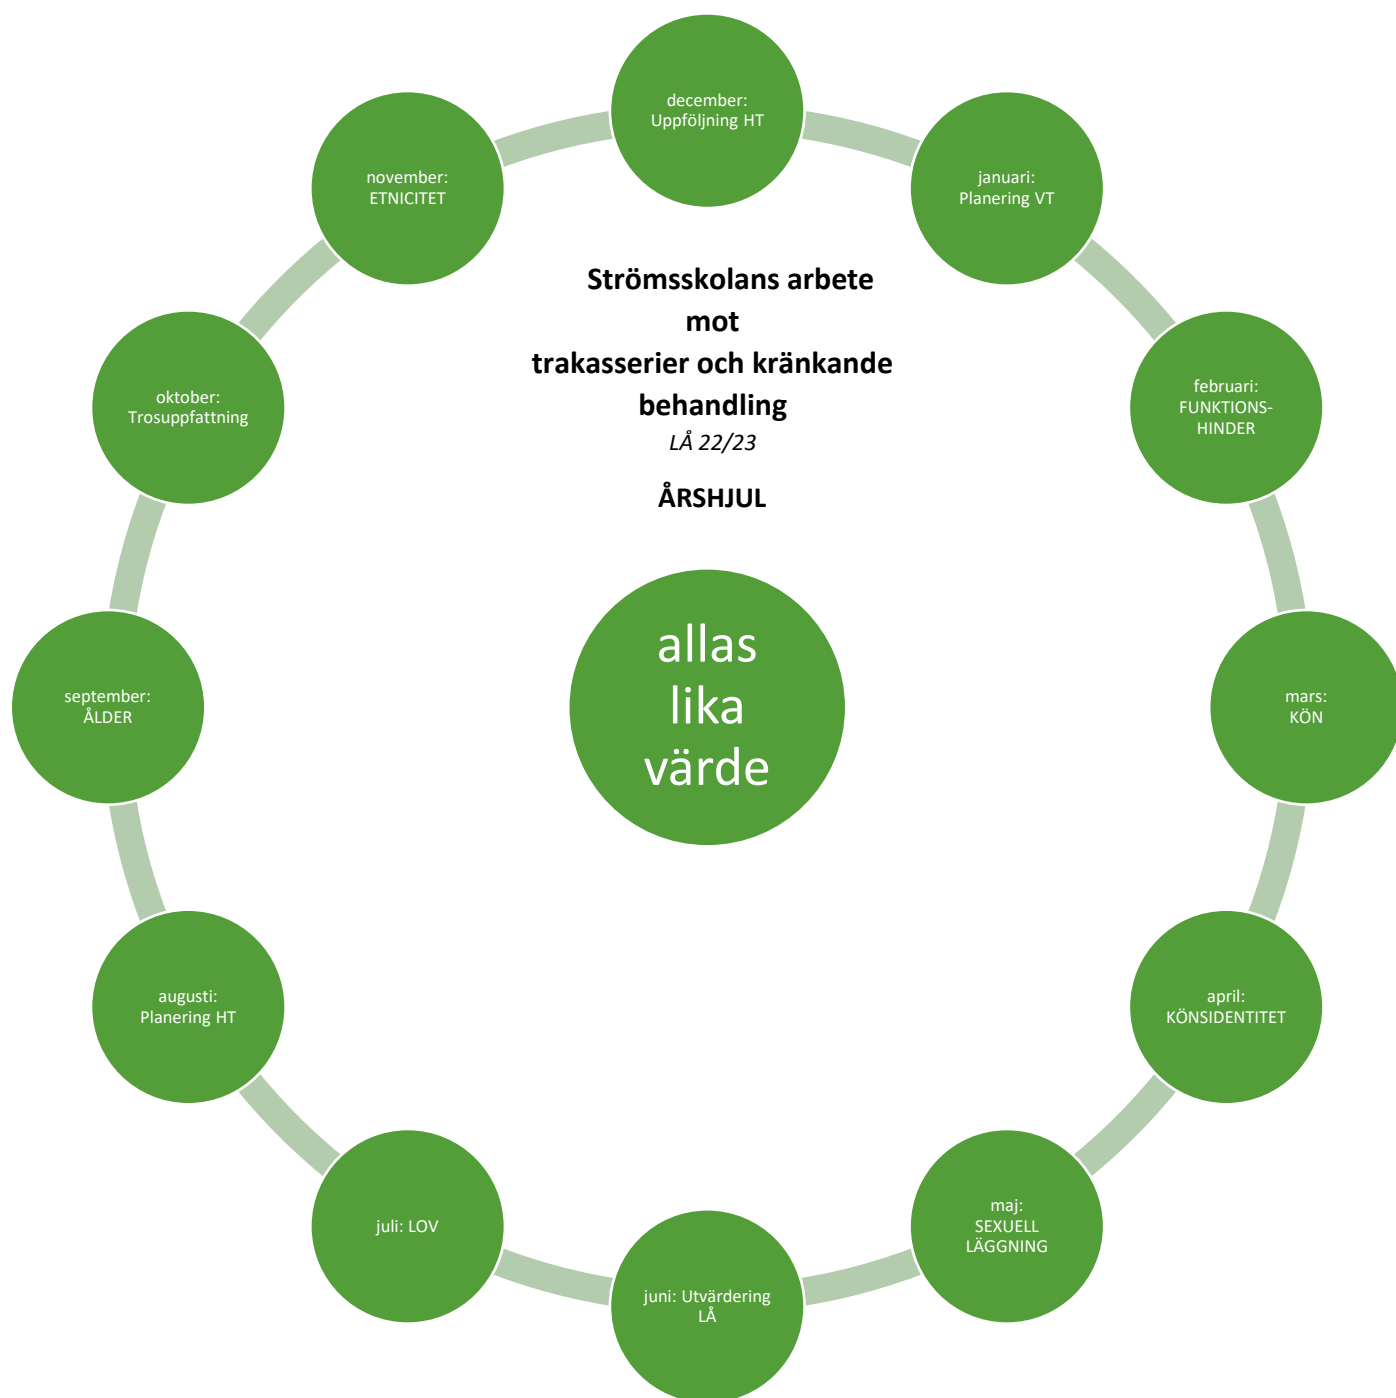 december:
Uppföljning HT
januari:
Planering VT
februari:
FUNKTIONS-
HINDER
mars:
KÖN
april:
KÖNSIDENTITET
maj:
SEXUELL
LÄGGNING
juni: Utvärdering
LÅ
juli: LOV
augusti:
Planering HT
september:
ÅLDER
oktober:
Trosuppfattning
november:
ETNICITET
Strömsskolans arbete
mot
trakasserier och kränkande
behandling
LÅ 22/23
ÅRSHJUL
allas
lika
värde